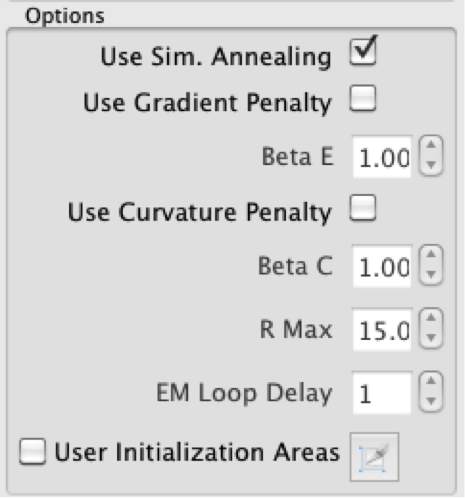 Options
Use Sim. Annealing
Use Gradient Penalty
Beta E 1.00
Use Curvature Penalty
Beta C 1.00
R Max 15.0
EM Loop Delay 1
User Initialization Areas